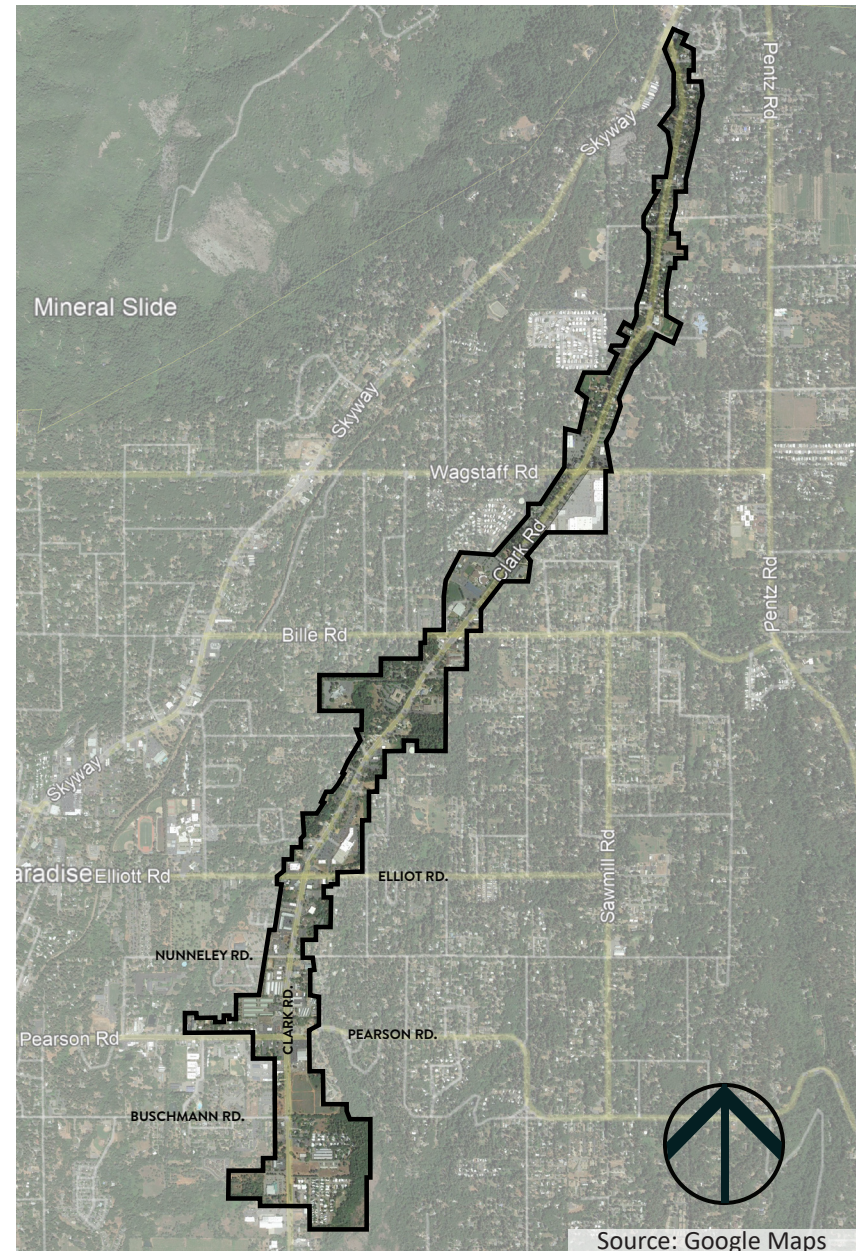 Pentz Rd
Skyway
Mineral Slide
Skyway
Wagstaff Rd
Clark Rd
Pentz Rd
Bille Rd
Skyway
Sawmill Rd
aradise Elliott Rd
ELLIOT RD.
NUNNELEY RD.
CLARK RD.
Pearson Rd
PEARSON RD.
BUSCHMANN RD.
Source: Google Maps